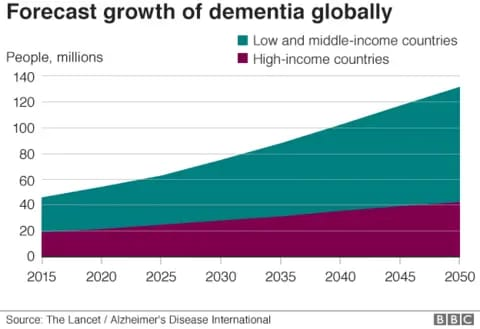 Forecast growth of dementia globally
Low and middle-income countries
High-income countries
People, millions
140
120
100
80
60
40
20
0
2015 2020 2025 2030 2035 2040 2045 2050
Source: The Lancet / Alzheimer's Disease International
BBC